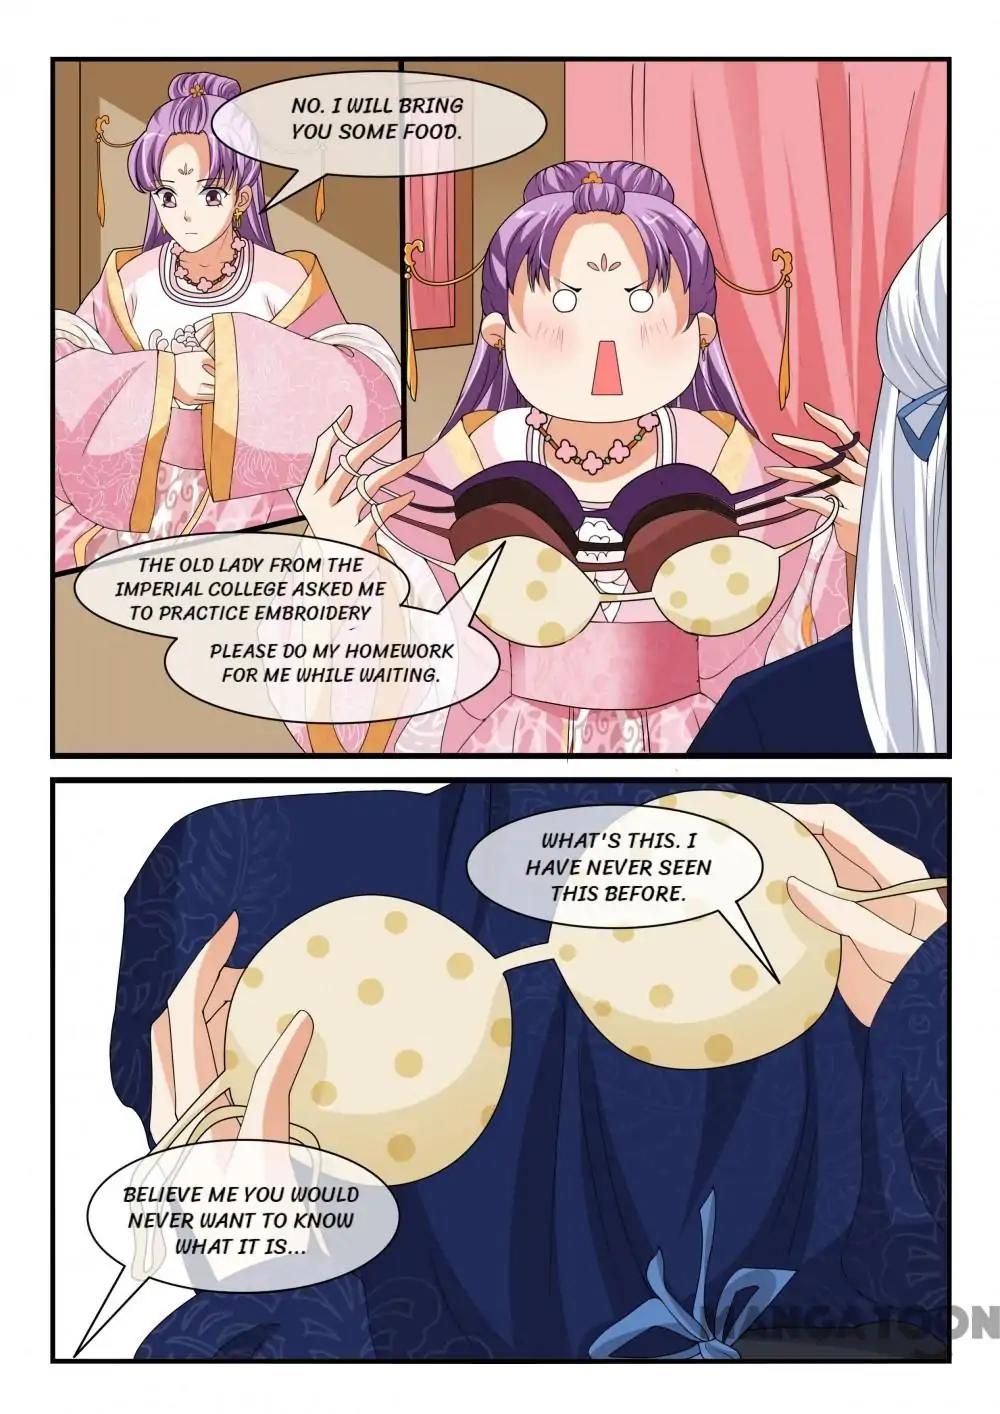 NO. I WILL BRING
YOU SOME FOOD.
THE OLD LADY FROM THE
IMPERIAL COLLEGE ASKED ME
TO PRACTICE EMBROIDERY
PLEASE DO MY HOMEWORK
FOR ME WHILE WAITING.
WHAT'S THIS. I
HAVE NEVER SEEN
THIS BEFORE.
BELIEVE ME YOU WOULD
NEVER WANT TO KNOW
WHAT IT IS...
MANGATOON